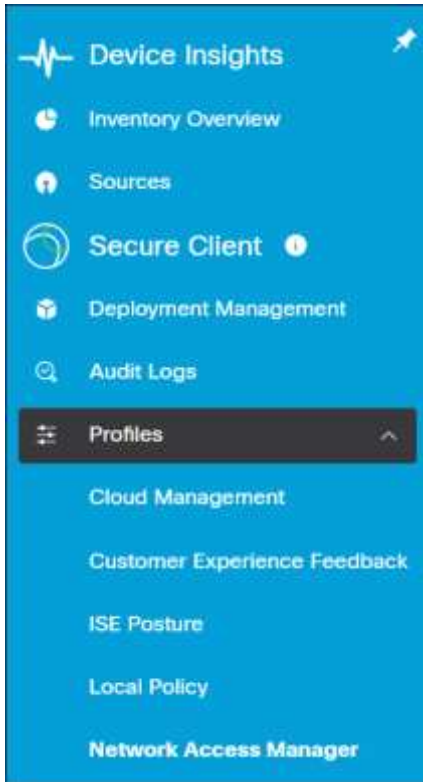 Device Insights
Inventory Overview
Sources
Secure Client i
Deployment Management
Audit Logs
Profiles
Cloud Management
Customer Experience Feedback
ISE Posture
Local Policy
Network Access Manager